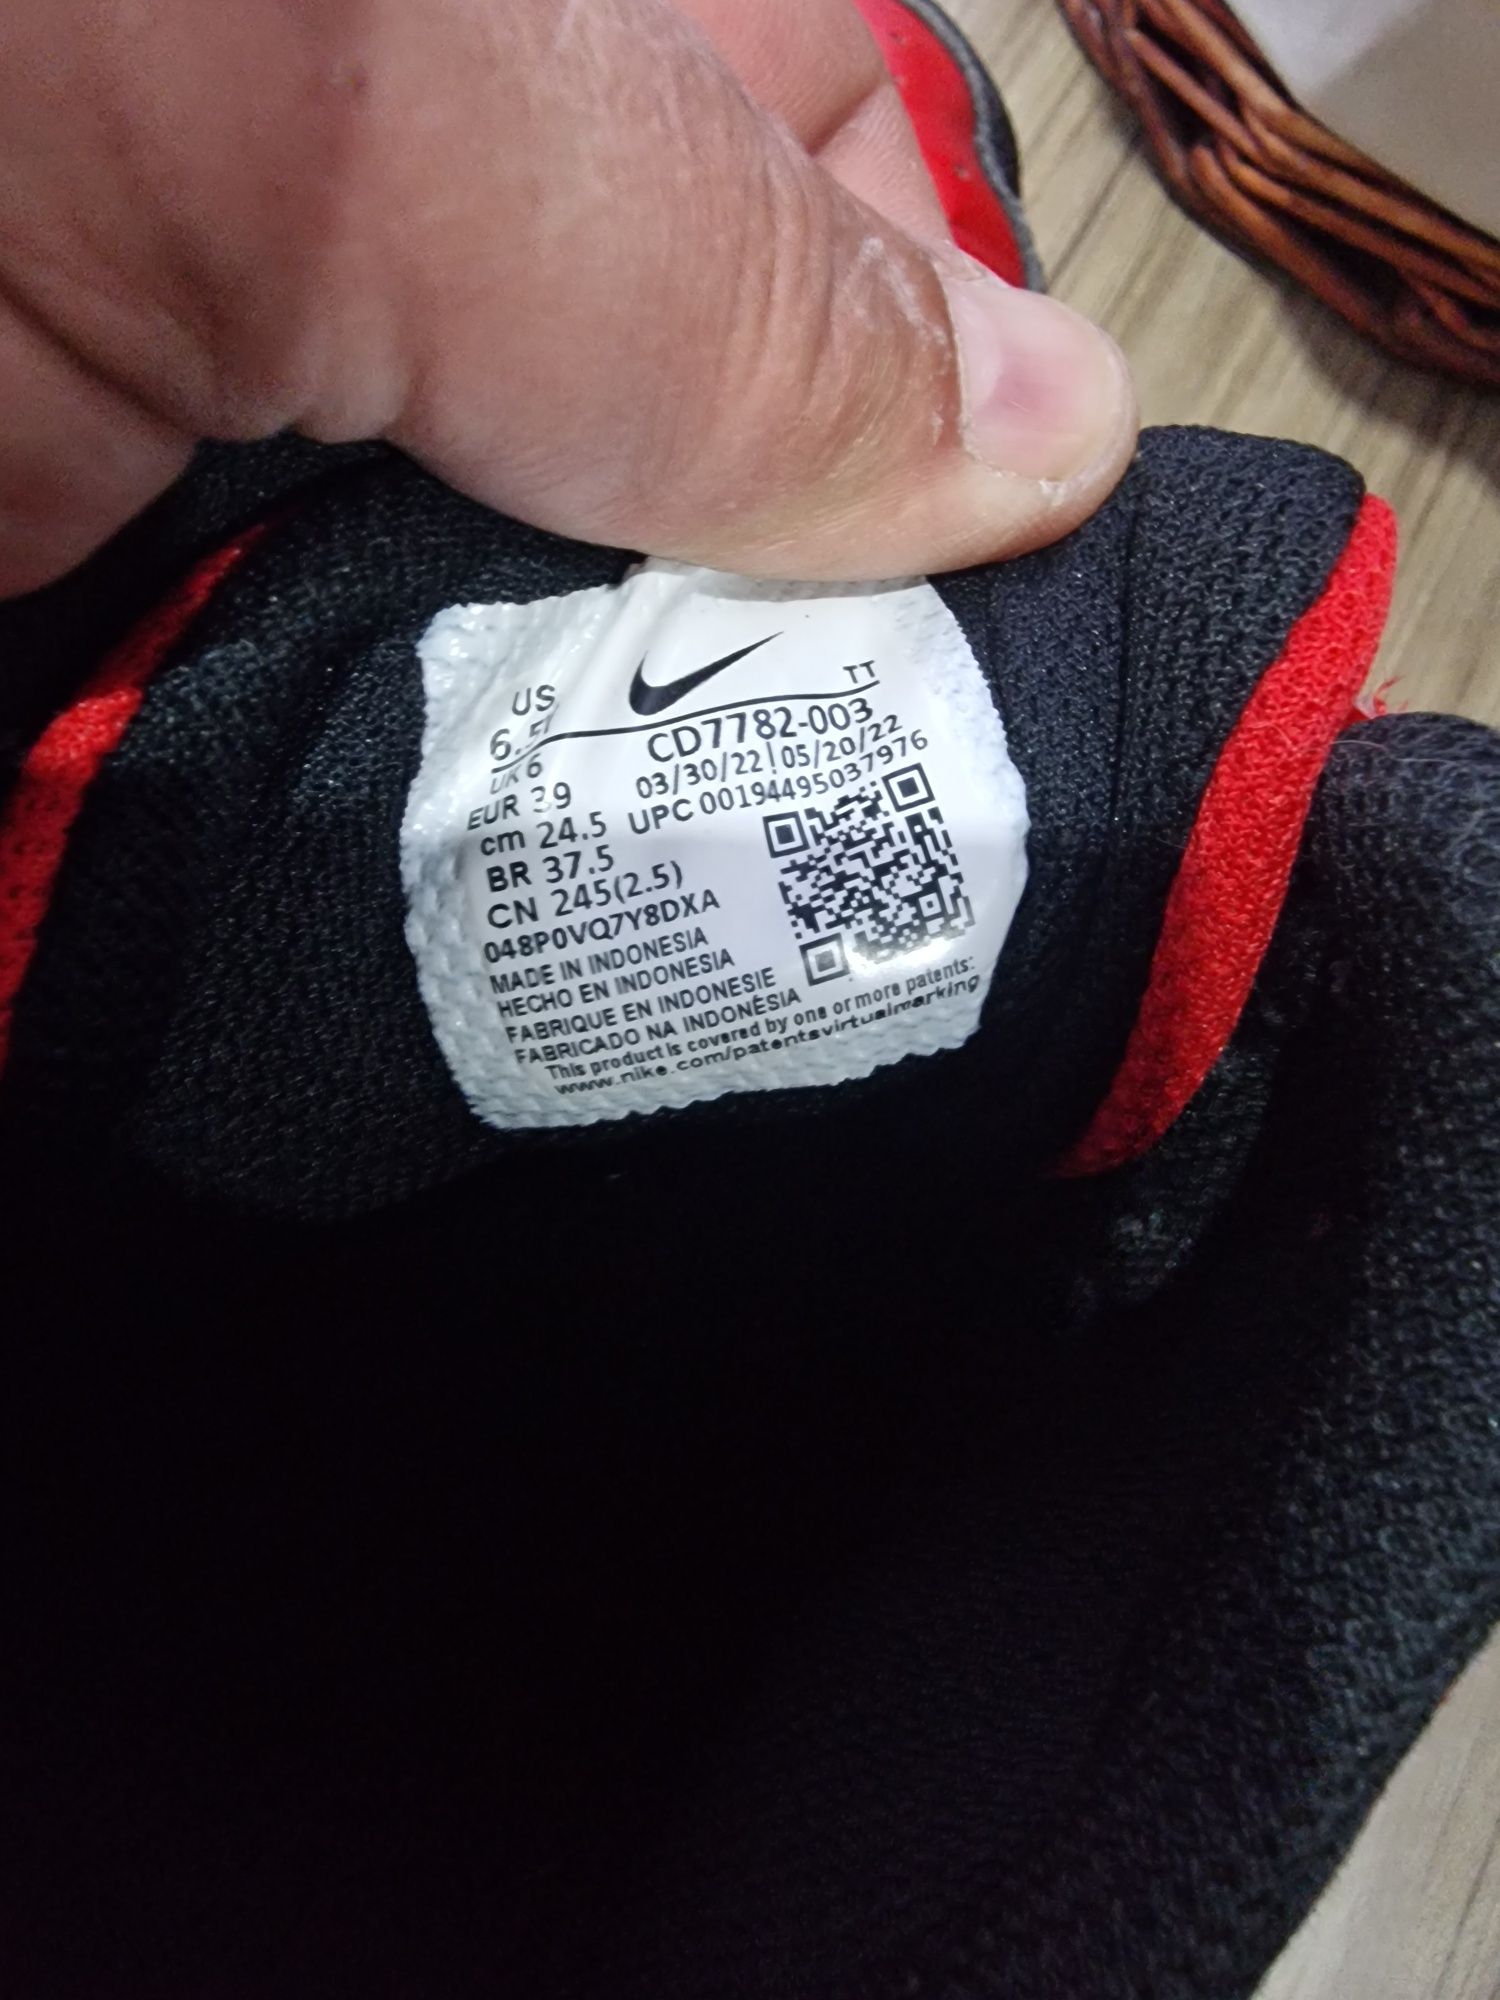 US
6.5
UK 6
EUR 39
cm 24.5
BR 37.5
CN 245(2.5)
TT
CD7782-003
03/30/22|05/20/22
UPC 00194495037976
048P0VQ7Y8DXA
MADE IN INDONESIA
HECHO EN INDONESIA
FABRIQUE EN INDONESIE
FABRICADO NA INDONÉSIA
This product is covered by one or more patents:
www.nike.com/patentsvirtualmarking